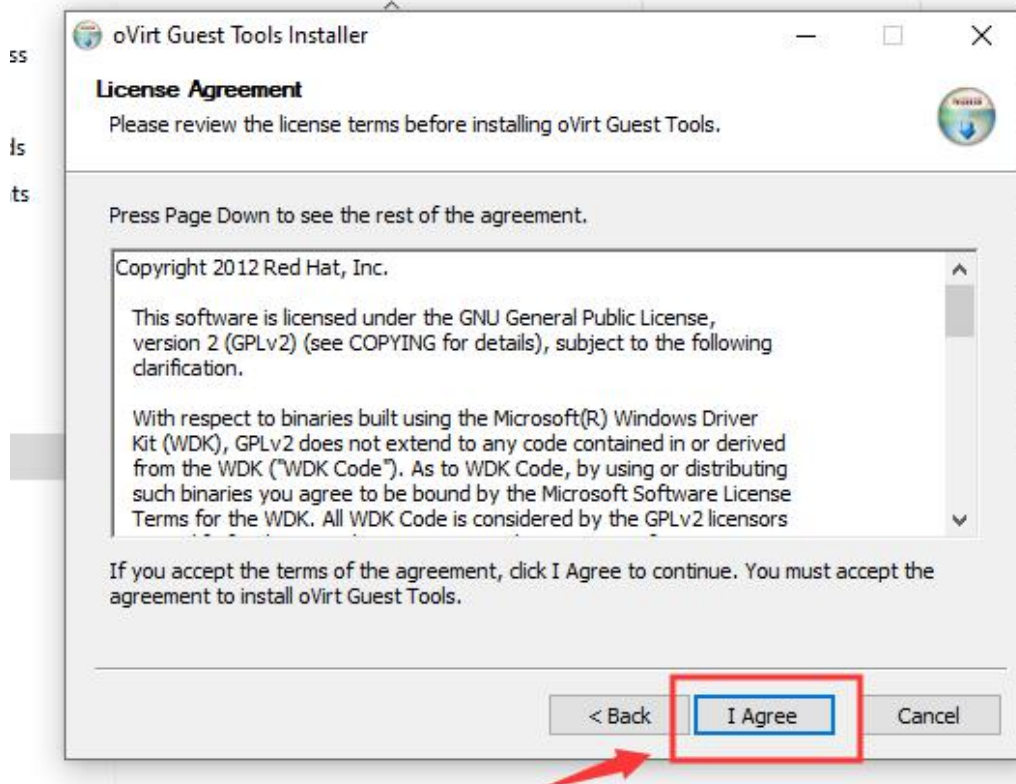 ss
ds
ts
oVirt Guest Tools Installer
License Agreement
Please review the license terms before installing oVirt Guest Tools.
Press Page Down to see the rest of the agreement.
Copyright 2012 Red Hat, Inc.
This software is licensed under the GNU General Public License,
version 2 (GPLv2) (see COPYING for details), subject to the following
clarification.
With respect to binaries built using the Microsoft(R) Windows Driver
Kit (WDK), GPLv2 does not extend to any code contained in or derived
from the WDK ("WDK Code"). As to WDK Code, by using or distributing
such binaries you agree to be bound by the Microsoft Software License
Terms for the WDK. All WDK Code is considered by the GPLv2 licensors
If you accept the terms of the agreement, click I Agree to continue. You must accept the
agreement to install oVirt Guest Tools.
< Back I Agree Cancel